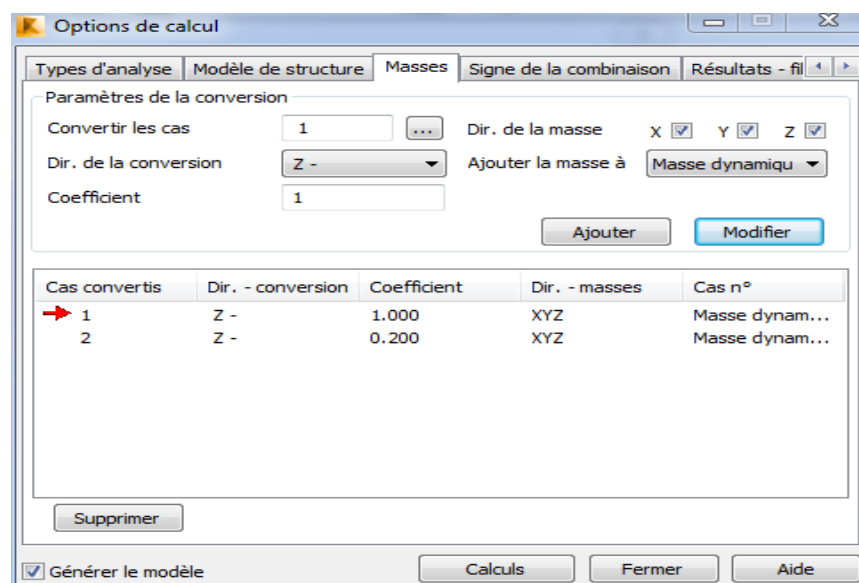 Options de calcul
Types d'analyse Modèle de structure Masses Signe de la combinaison Résultats - fil
Paramètres de la conversion
Convertir les cas 1 ... Dir. de la masse X Y Z
Dir. de la conversion Z - Ajouter la masse à Masse dynamiqu
Coefficient 1
Ajouter Modifier
Cas convertis Dir. - conversion Coefficient Dir. - masses Cas n°
1 Z - 1.000 XYZ Masse dynam...
2 Z - 0.200 XYZ Masse dynam...
Supprimer
Générer le modèle Calculs Fermer Aide